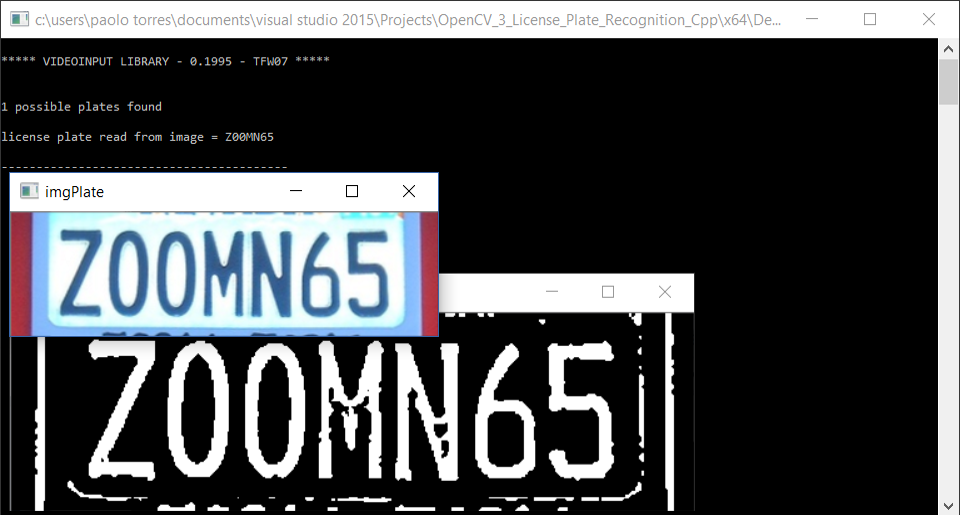 c:\users\paolo torres\documents\visual studio 2015\Projects\OpenCV_3_License_Plate_Recognition_Cpp\x64\De...
***** VIDEOINPUT LIBRARY - 0.1995 - TFW07 *****
1 possible plates found
license plate read from image = Z00MN65
-----------------------------------------
imgPlate
ZOOMN65
ZOOMN65